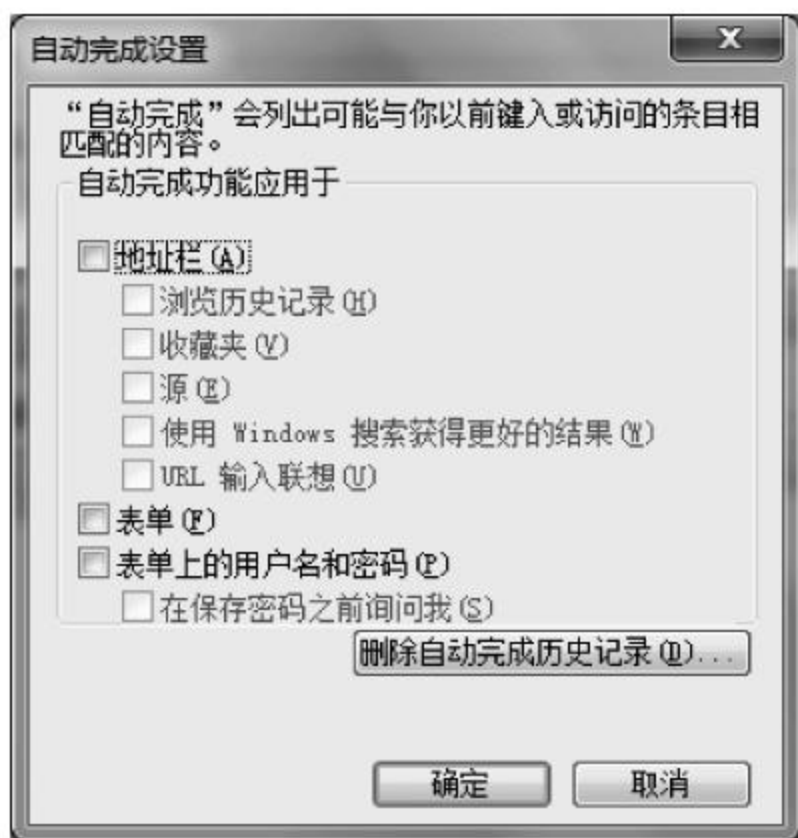 自动完成设置
“自动完成”会列出可能与你以前键入或访问的条目相
匹配的内容。
自动完成功能应用于
地址栏(A)
浏览历史记录(H)
收藏夹(V)
源(E)
使用 Windows 搜索获得更好的结果(W)
URL 输入联想(U)
表单(F)
表单上的用户名和密码(P)
在保存密码之前询问我(S)
删除自动完成历史记录(D)...
确定 取消